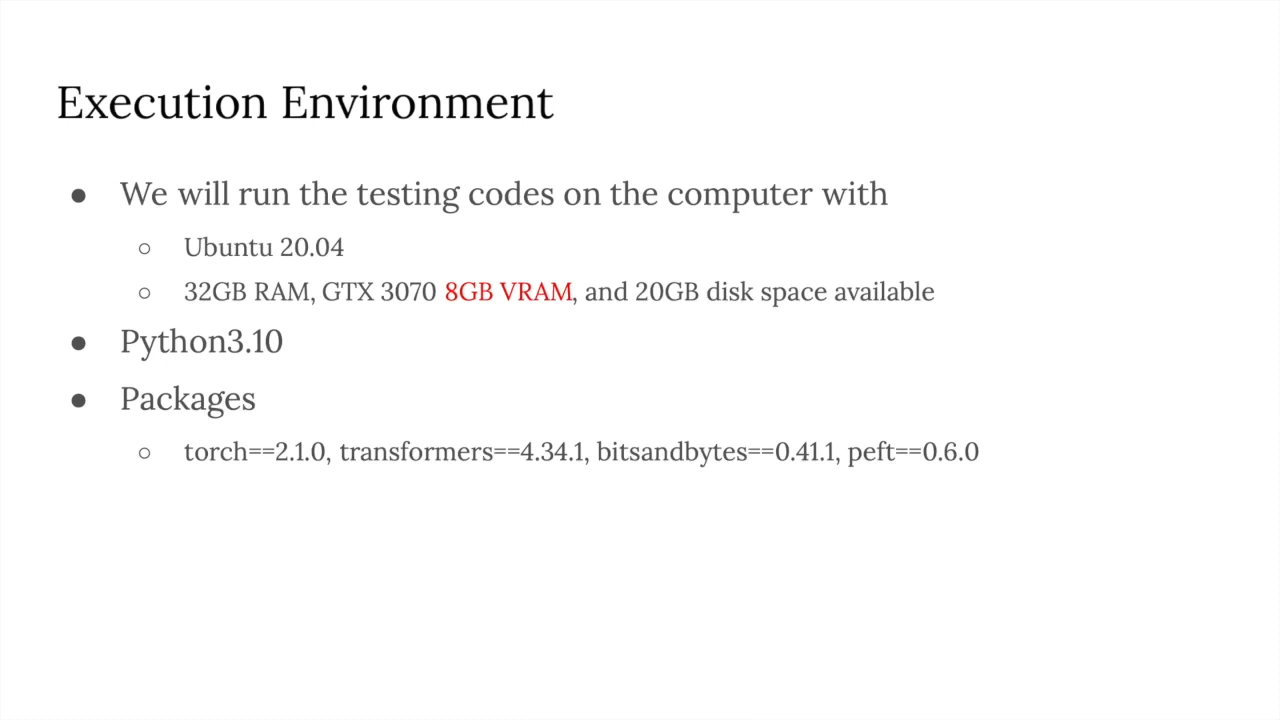 Execution Environment
● We will run the testing codes on the computer with
○ Ubuntu 20.04
○ 32GB RAM, GTX 3070 8GB VRAM, and 20GB disk space available
● Python3.10
● Packages
○ torch==2.1.0, transformers==4.34.1, bitsandbytes==0.41.1, peft==0.6.0